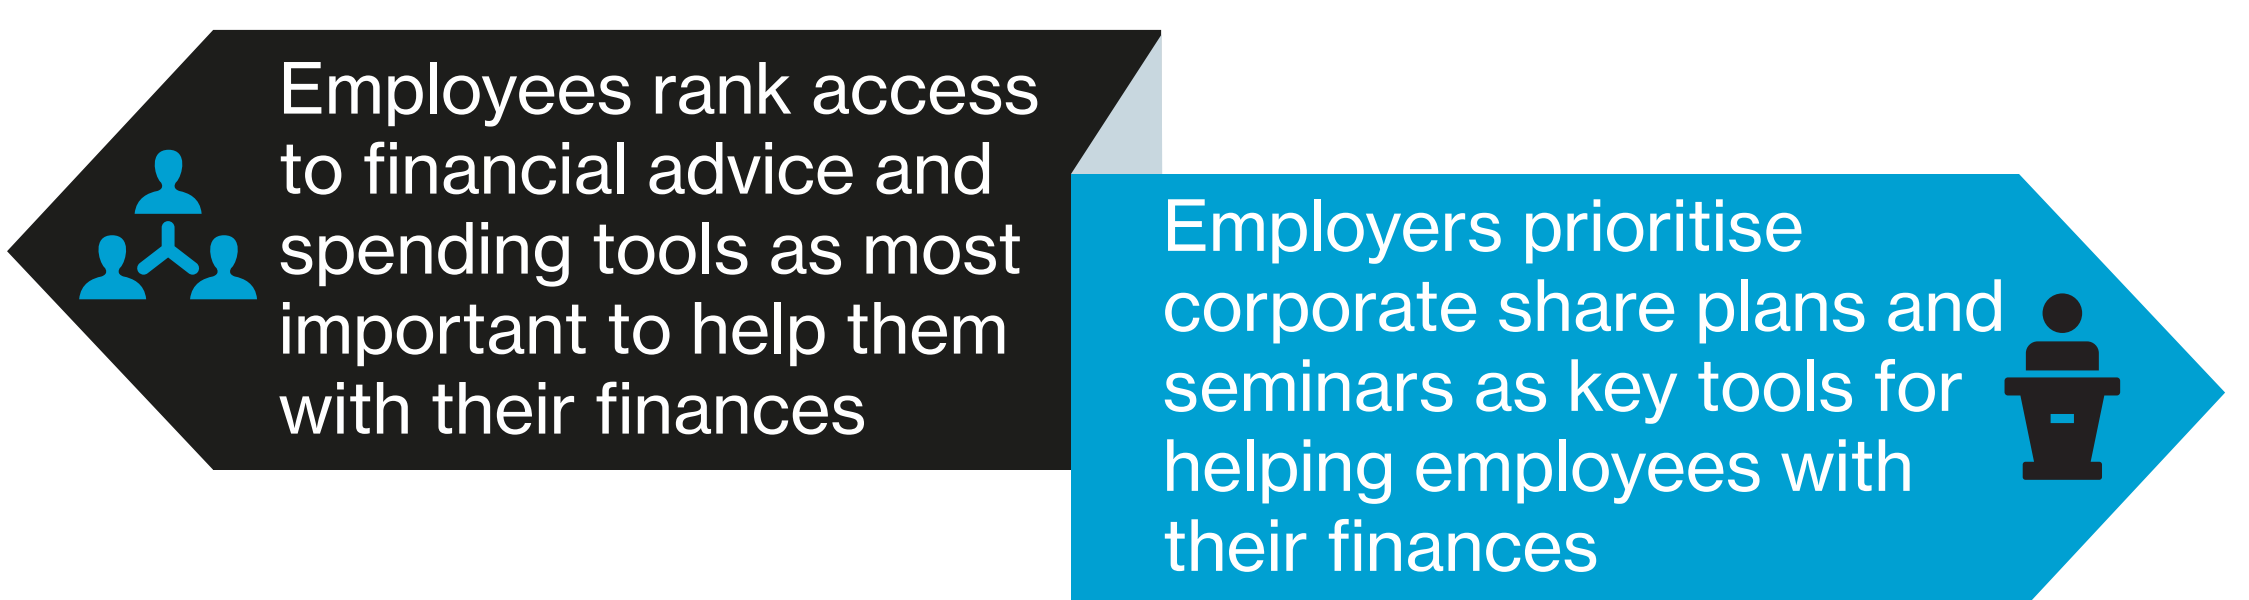 Employees rank access
to financial advice and
spending tools as most
important to help them
with their finances
Employers prioritise
corporate share plans and
seminars as key tools for
helping employees with
their finances